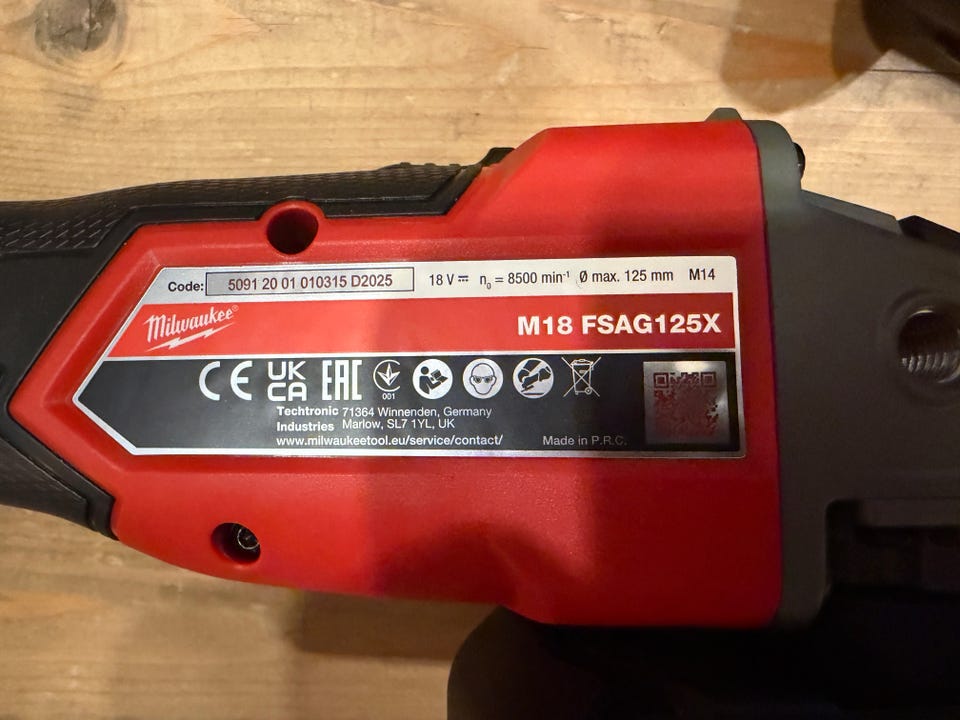 Code: 5091 20 01 010315 D2025 18 V ⎓ n₀ = 8500 min⁻¹ Ø max. 125 mm M14
Milwaukee®
M18 FSAG125X
CE UK CA EAC 001
Techtronic 71364 Winnenden, Germany
Industries Marlow, SL7 1YL, UK
www.milwaukeetool.eu/service/contact/ Made in P.R.C.